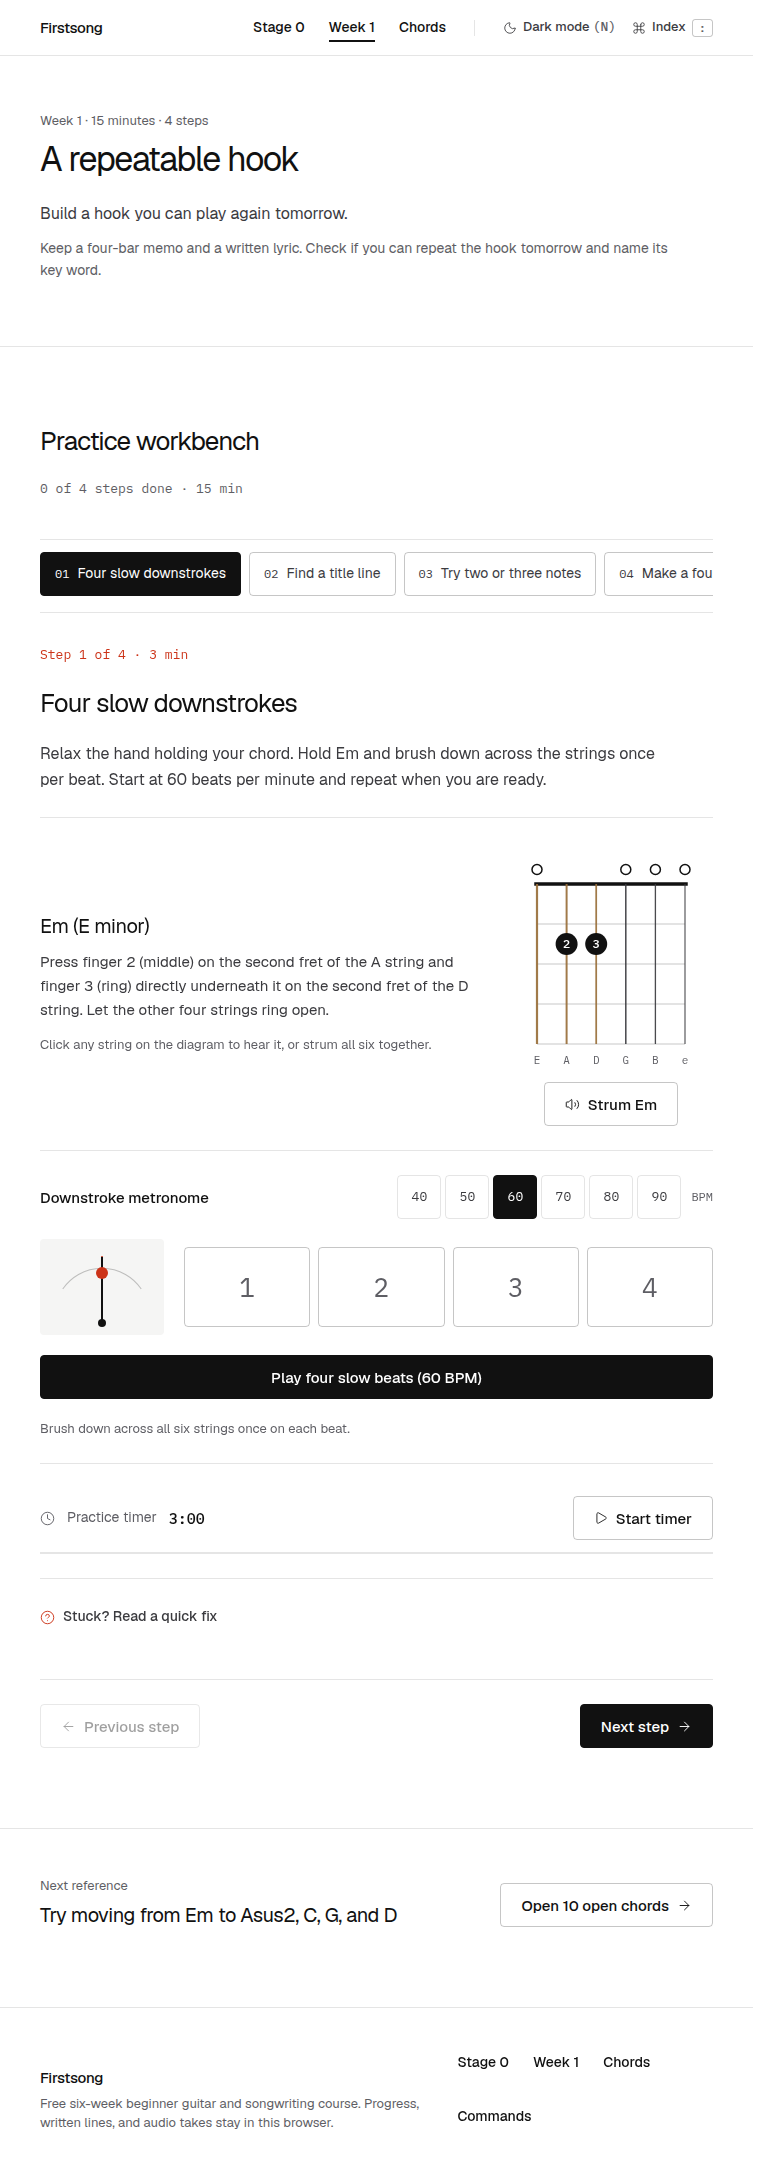 Firstsong
Stage 0 Week 1 Chords Dark mode (N) Index :
Week 1 · 15 minutes · 4 steps
A repeatable hook
Build a hook you can play again tomorrow.
Keep a four-bar memo and a written lyric. Check if you can repeat the hook tomorrow and name its
key word.
Practice workbench
0 of 4 steps done · 15 min
01 Four slow downstrokes 02 Find a title line 03 Try two or three notes 04 Make a fou
Step 1 of 4 · 3 min
Four slow downstrokes
Relax the hand holding your chord. Hold Em and brush down across the strings once
per beat. Start at 60 beats per minute and repeat when you are ready.
Em (E minor)
Press finger 2 (middle) on the second fret of the A string and
finger 3 (ring) directly underneath it on the second fret of the D
string. Let the other four strings ring open.
Click any string on the diagram to hear it, or strum all six together.
2 3
E A D G B e
Strum Em
Downstroke metronome
40 50 60 70 80 90 BPM
1 2 3 4
Play four slow beats (60 BPM)
Brush down across all six strings once on each beat.
Practice timer 3:00 Start timer
Stuck? Read a quick fix
Previous step Next step
Next reference
Try moving from Em to Asus2, C, G, and D
Open 10 open chords
Firstsong
Free six-week beginner guitar and songwriting course. Progress,
written lines, and audio takes stay in this browser.
Stage 0 Week 1 Chords
Commands